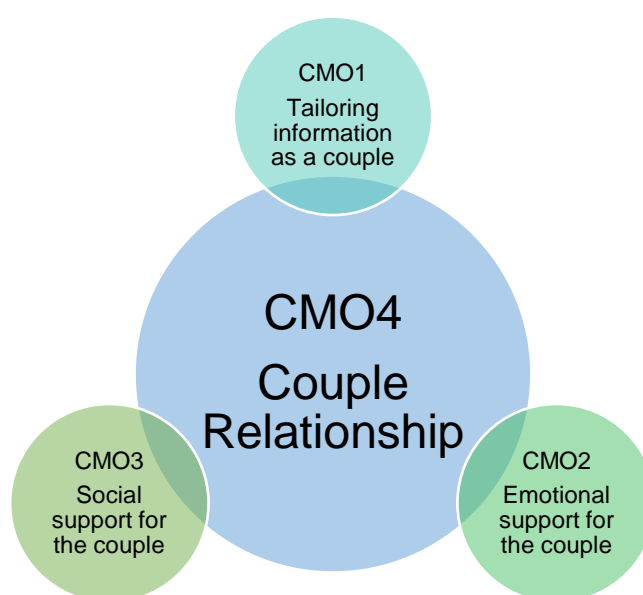 CMO1
Tailoring
information
as a couple
CMO4
Couple
Relationship
CMO3
Social
support for
the couple
CMO2
Emotional
support for
the couple